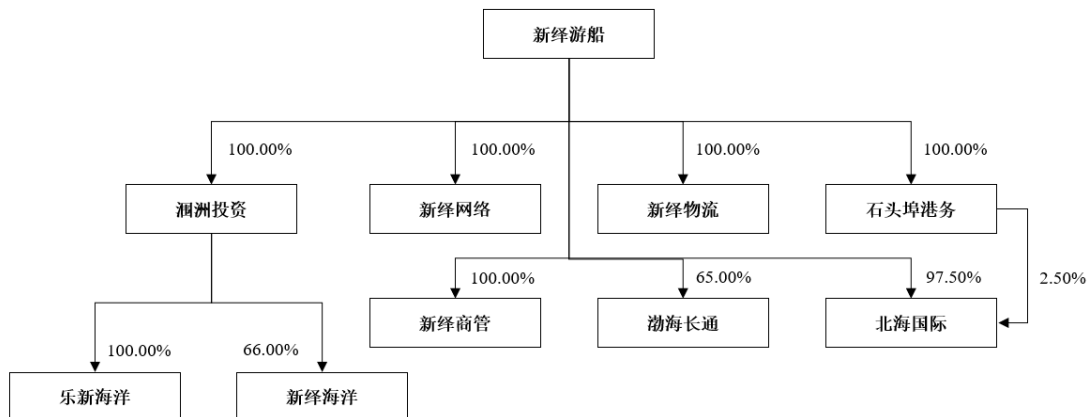 新绎游船
100.00%
100.00%
100.00%
100.00%
涠洲投资
新绎网络
新绎物流
石头埠港务
100.00%
65.00%
97.50%
2.50%
新绎商管
渤海长通
北海国际
100.00%
66.00%
乐新海洋
新绎海洋